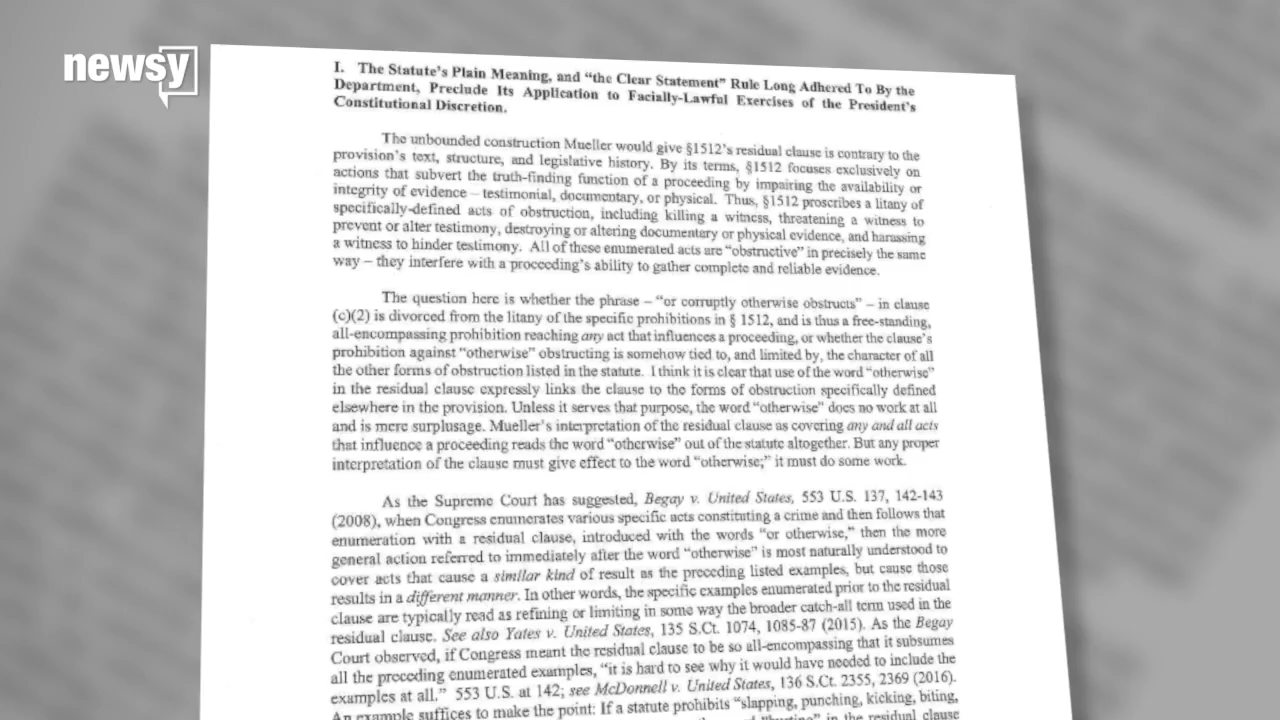 newsy
I. The Statute's Plain Meaning, and "the Clear Statement" Rule Long Adhered To By the
Department, Preclude Its Application to Facially-Lawful Exercises of the President's
Constitutional Discretion.
The unbounded construction Mueller would give §1512's residual clause is contrary to the
provision's text, structure, and legislative history. By its terms, §1512 focuses exclusively on
actions that subvert the truth-finding function of a proceeding by impairing the availability or
integrity of evidence – testimonial, documentary, or physical. Thus, §1512 proscribes a litany of
specifically-defined acts of obstruction, including killing a witness, threatening a witness to
prevent or alter testimony, destroying or altering documentary or physical evidence, and harassing
a witness to hinder testimony. All of these enumerated acts are "obstructive" in precisely the same
way – they interfere with a proceeding's ability to gather complete and reliable evidence.
The question here is whether the phrase – "or corruptly otherwise obstructs" – in clause
(c)(2) is divorced from the litany of the specific prohibitions in § 1512, and is thus a free-standing,
all-encompassing prohibition reaching any act that influences a proceeding, or whether the clause's
prohibition against "otherwise" obstructing is somehow tied to, and limited by, the character of all
the other forms of obstruction listed in the statute. I think it is clear that use of the word "otherwise"
in the residual clause expressly links the clause to the forms of obstruction specifically defined
elsewhere in the provision. Unless it serves that purpose, the word "otherwise" does no work at all
and is mere surplusage. Mueller's interpretation of the residual clause as covering any and all acts
that influence a proceeding reads the word "otherwise" out of the statute altogether. But any proper
interpretation of the clause must give effect to the word "otherwise;" it must do some work.
As the Supreme Court has suggested, Begay v. United States, 553 U.S. 137, 142-143
(2008), when Congress enumerates various specific acts constituting a crime and then follows that
enumeration with a residual clause, introduced with the words "or otherwise," then the more
general action referred to immediately after the word "otherwise" is most naturally understood to
cover acts that cause a similar kind of result as the preceding listed examples, but cause those
results in a different manner. In other words, the specific examples enumerated prior to the residual
clause are typically read as refining or limiting in some way the broader catch-all term used in the
residual clause. See also Yates v. United States, 135 S.Ct. 1074, 1085-87 (2015). As the Begay
Court observed, if Congress meant the residual clause to be so all-encompassing that it subsumes
all the preceding enumerated examples, "it is hard to see why it would have needed to include the
examples at all." 553 U.S. at 142; see McDonnell v. United States, 136 S.Ct. 2355, 2369 (2016).
An example suffices to make the point: If a statute prohibits "slapping, punching, kicking, biting,
in the residual clause